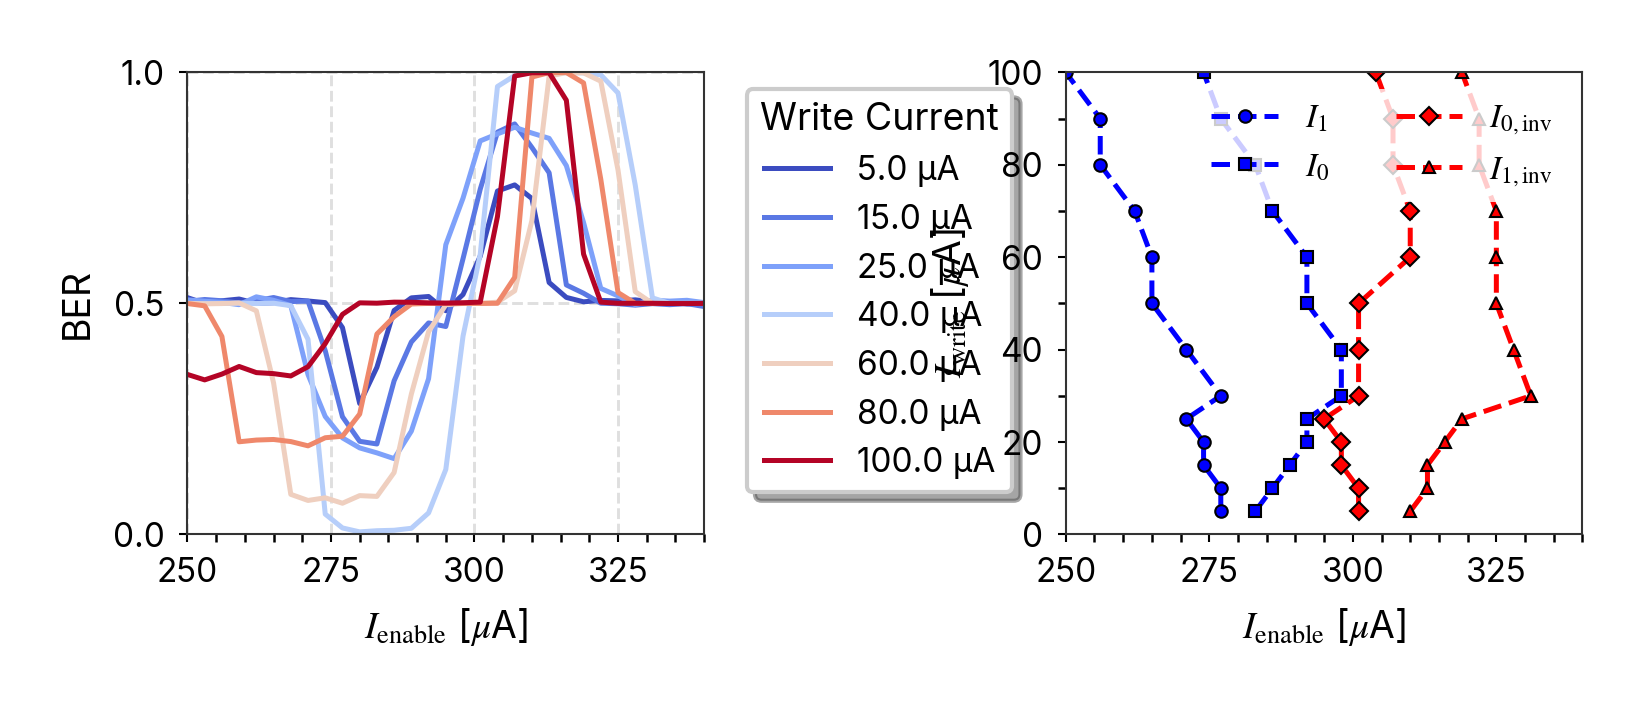 BER
1.0
0.5
0.0
250 275 300 325
I_enable [μA]
Write Current
5.0 µA
15.0 µA
25.0 µA
40.0 µA
60.0 µA
80.0 µA
100.0 µA
I_write [μA]
100
80
60
40
20
0
250 275 300 325
I_enable [μA]
I_1
I_0
I_0,inv
I_1,inv